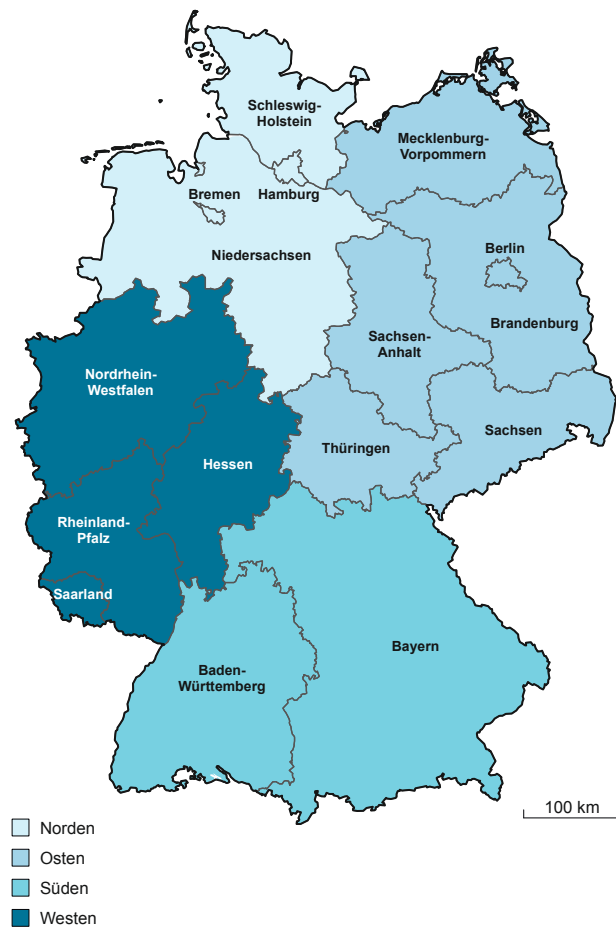 Schleswig-
Holstein
Mecklenburg-
Vorpommern
Bremen
Hamburg
Niedersachsen
Berlin
Brandenburg
Sachsen-
Anhalt
Nordrhein-
Westfalen
Sachsen
Thüringen
Hessen
Rheinland-
Pfalz
Saarland
Bayern
Baden-
Württemberg
100 km
Norden
Osten
Süden
Westen